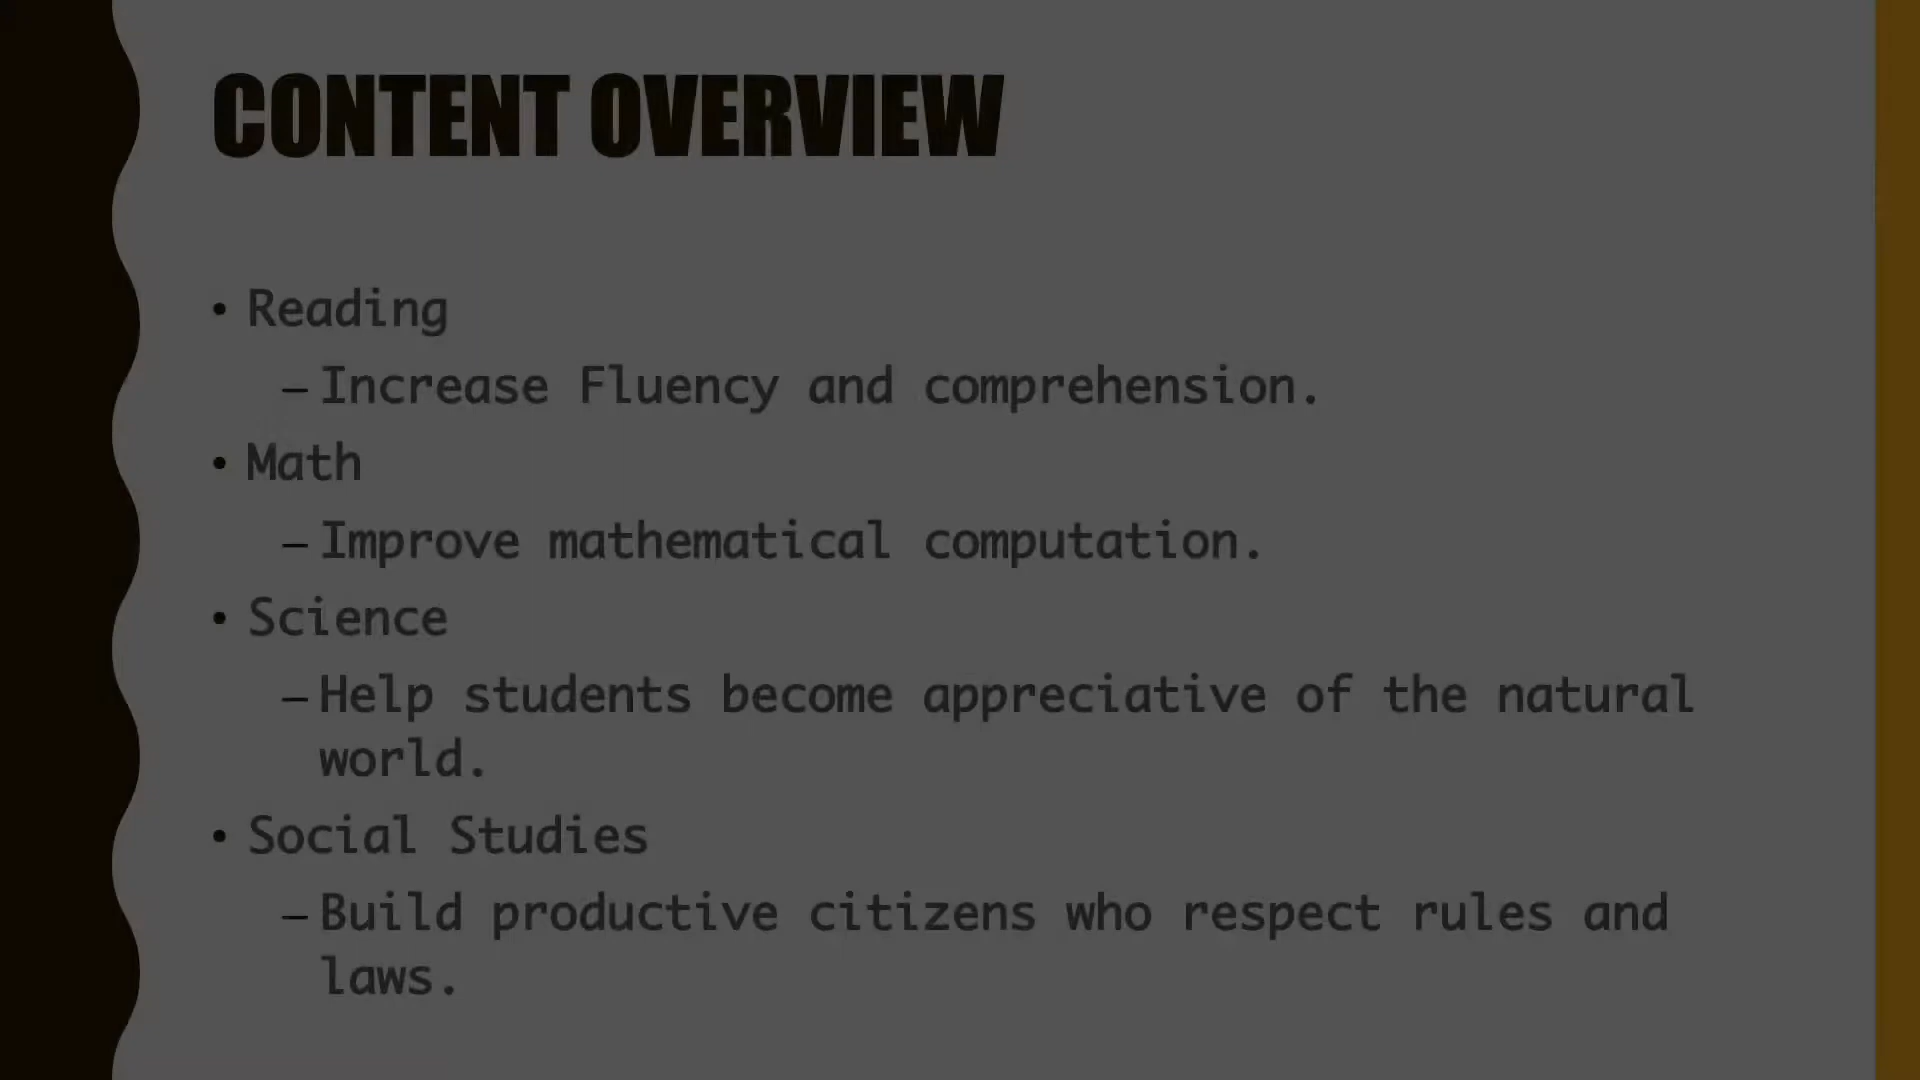 CONTENT OVERVIEW
• Reading
– Increase Fluency and comprehension.
• Math
– Improve mathematical computation.
• Science
– Help students become appreciative of the natural
world.
• Social Studies
– Build productive citizens who respect rules and
laws.